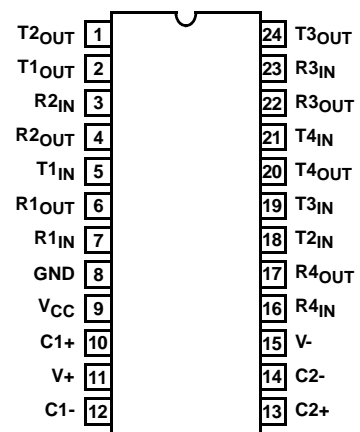 T2OUT 1 24 T3OUT
T1OUT 2 23 R3IN
R2IN 3 22 R3OUT
R2OUT 4 21 T4IN
T1IN 5 20 T4OUT
R1OUT 6 19 T3IN
R1IN 7 18 T2IN
GND 8 17 R4OUT
VCC 9 16 R4IN
C1+ 10 15 V-
V+ 11 14 C2-
C1- 12 13 C2+